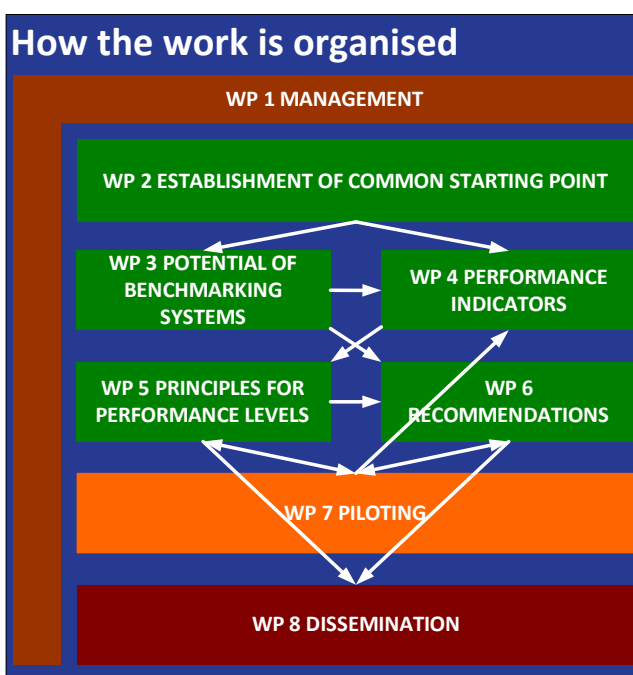 How the work is organised
WP 1 MANAGEMENT
WP 2 ESTABLISHMENT OF COMMON STARTING POINT
WP 3 POTENTIAL OF
BENCHMARKING
SYSTEMS
WP 4 PERFORMANCE
INDICATORS
WP 5 PRINCIPLES FOR
PERFORMANCE LEVELS
WP 6
RECOMMENDATIONS
WP 7 PILOTING
WP 8 DISSEMINATION